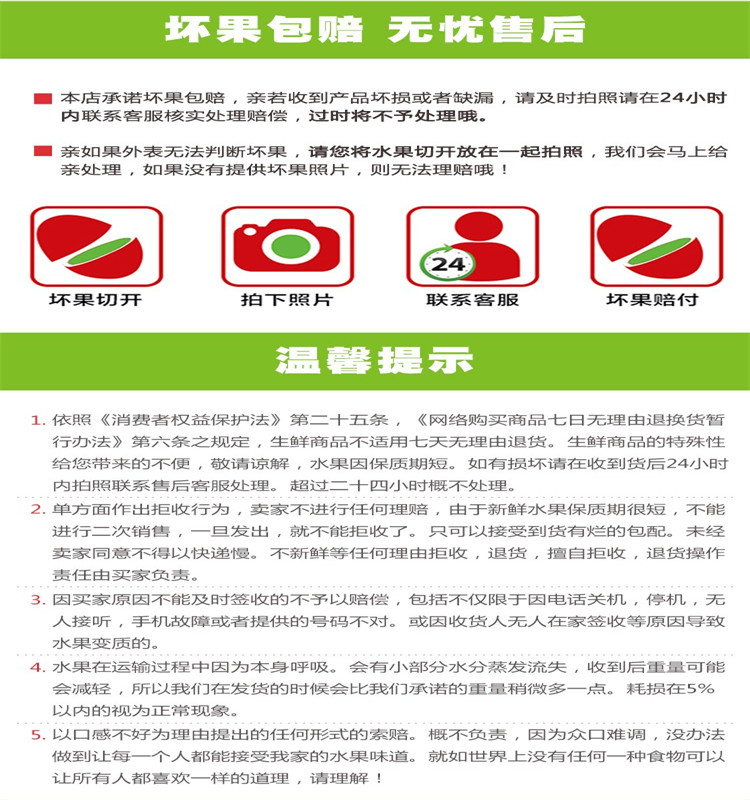 坏果包赔 无忧售后
本店承诺坏果包赔，亲若收到产品坏损或者缺漏，请及时拍照请在24小时
内联系客服核实处理赔偿，过时将不予处理哦。
亲如果外表无法判断坏果，请您将水果切开放在一起拍照，我们会马上给
亲处理，如果没有提供坏果照片，则无法理赔哦！
24
坏果切开 拍下照片 联系客服 坏果赔付
温馨提示
1. 依照《消费者权益保护法》第二十五条，《网络购买商品七日无理由退换货暂
行办法》第六条之规定，生鲜商品不适用七天无理由退货。生鲜商品的特殊性
给您带来的不便，敬请谅解，水果因保质期短。如有损坏请在收到货后24小时
内拍照联系售后客服处理。超过二十四小时概不处理。
2. 单方面作出拒收行为，卖家不进行任何理赔，由于新鲜水果保质期很短，不能
进行二次销售，一旦发出，就不能拒收了。只可以接受到货有烂的包配。未经
卖家同意不得以快递慢。不新鲜等任何理由拒收，退货，擅自拒收，退货操作
责任由买家负责。
3. 因买家原因不能及时签收的不予以赔偿，包括不仅限于因电话关机，停机，无
人接听，手机故障或者提供的号码不对。或因收货人无人在家签收等原因导致
水果变质的。
4. 水果在运输过程中因为本身呼吸。会有小部分水分蒸发流失，收到后重量可能
会减轻，所以我们在发货的时候会比我们承诺的重量稍微多一点。耗损在5%
以内的视为正常现象。
5. 以口感不好为理由提出的任何形式的索赔。概不负责，因为众口难调，没办法
做到让每一个人都能接受我家的水果味道。就如世界上没有任何一种食物可以
让所有人都喜欢一样的道理，请理解！